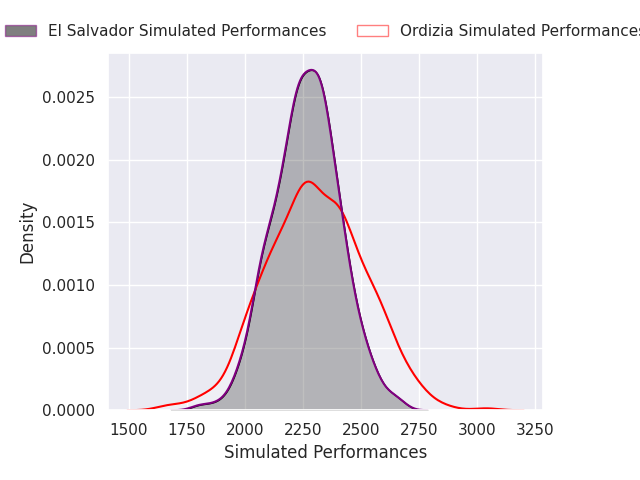 El Salvador Simulated Performances
Ordizia Simulated Performances
0.0025
0.0020
0.0015
0.0010
0.0005
0.0000
Density
1500 1750 2000 2250 2500 2750 3000 3250
Simulated Performances